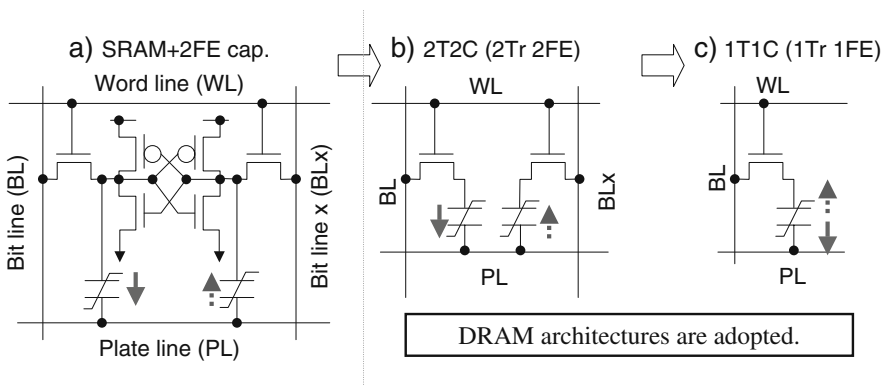 a) SRAM+2FE cap.
Word line (WL)
Bit line (BL)
Bit line x (BLx)
Plate line (PL)
b) 2T2C (2Tr 2FE)
WL
BL
BLx
PL
c) 1T1C (1Tr 1FE)
WL
BL
PL
DRAM architectures are adopted.